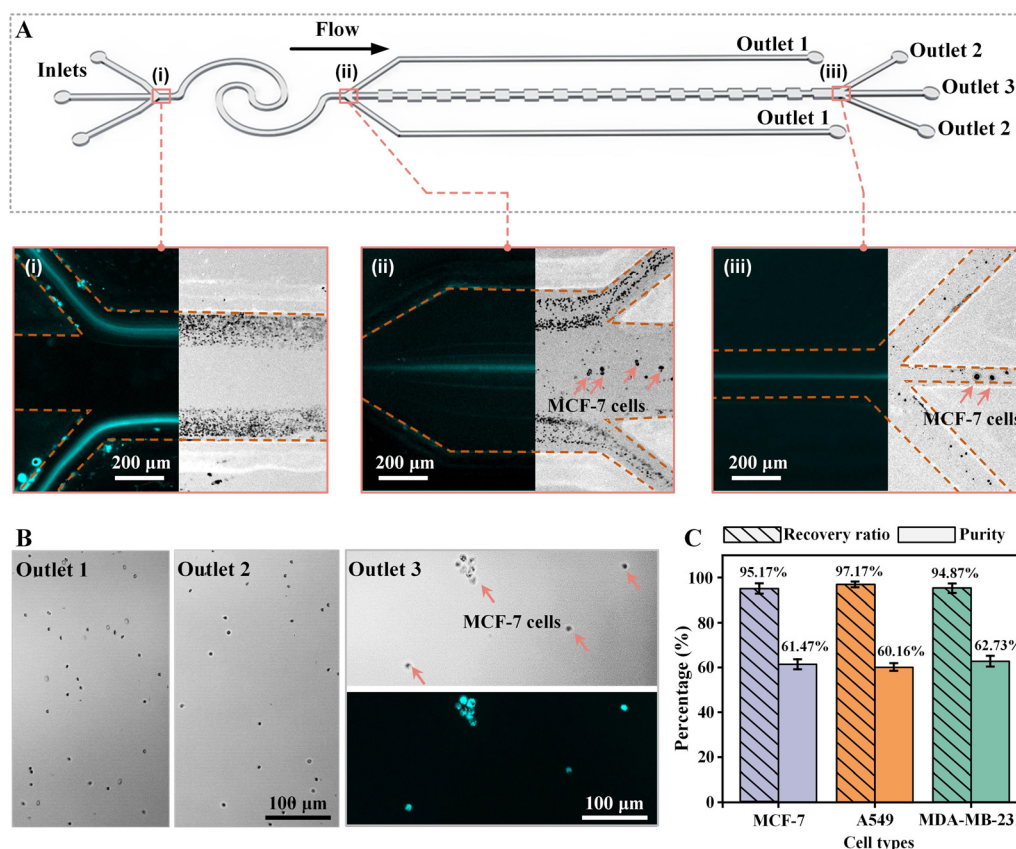 A
Flow
Inlets
(i)
(ii)
(iii)
Outlet 1
Outlet 2
Outlet 3
Outlet 1
Outlet 2
(i)
200 μm
(ii)
MCF-7 cells
200 μm
(iii)
MCF-7 cells
200 μm
B
Outlet 1
Outlet 2
100 μm
Outlet 3
MCF-7 cells
100 μm
C
Recovery ratio
Purity
Percentage (%)
100
80
60
40
20
0
95.17%
61.47%
97.17%
60.16%
94.87%
62.73%
MCF-7
A549
MDA-MB-231
Cell types